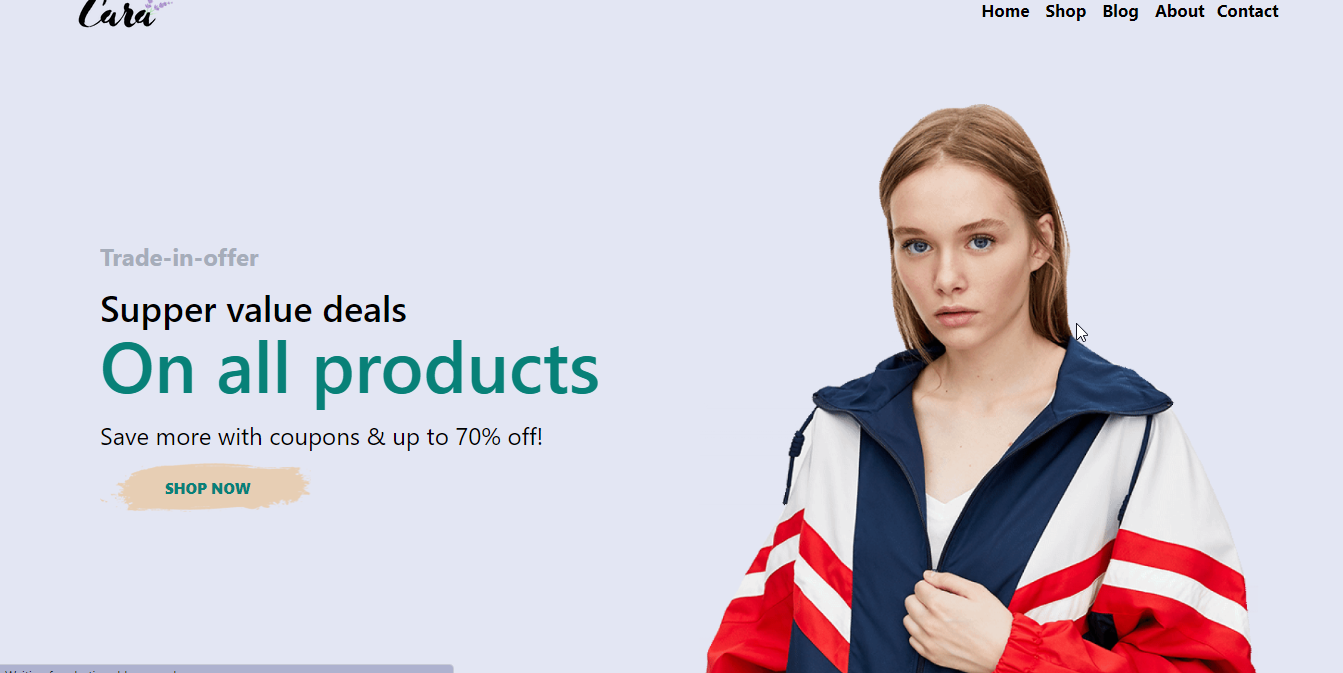 Cara
Home Shop Blog About Contact
Trade-in-offer
Supper value deals
On all products
Save more with coupons & up to 70% off!
SHOP NOW